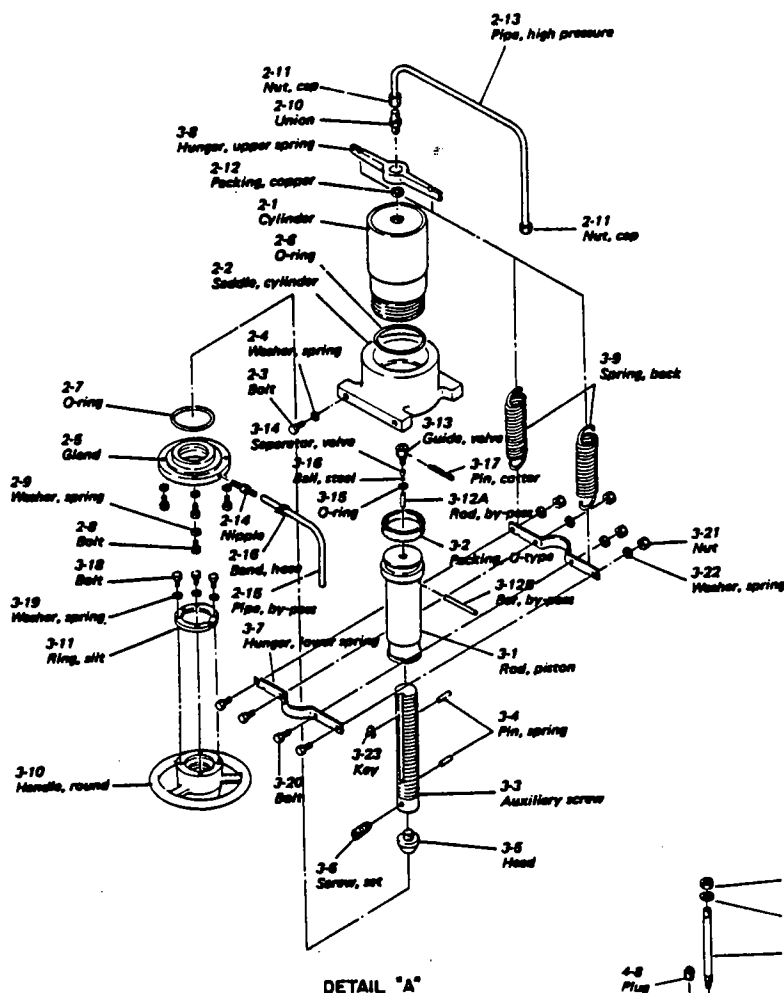 2-13
Pipe, high pressure
2-11
Nut, cap
2-10
Union
3-8
Hunger, upper spring
2-12
Packing, copper
2-1
Cylinder
2-11
Nut, cap
2-6
O-ring
2-2
Saddle, cylinder
2-4
Washer, spring
2-3
Bolt
3-9
Spring, back
2-7
O-ring
3-13
Guide, valve
3-14
Seperator, valve
2-5
Gland
3-16
Ball, steel
3-17
Pin, cotter
2-9
Washer, spring
3-15
O-ring
3-12A
Rod, by-pass
2-14
Nipple
2-8
Bolt
3-2
Packing, U-type
3-21
Nut
2-16
Band, hose
3-22
Washer, spring
3-18
Bolt
2-15
Pipe, by-pass
3-12B
Bar, by-pass
3-19
Washer, spring
3-7
Hunger, lower spring
3-11
Ring, slit
3-1
Rod, piston
3-4
Pin, spring
3-23
Key
3-10
Handle, round
3-20
Bolt
3-3
Auxiliary screw
3-5
Head
3-6
Screw, set
4-8
Plug
DETAIL "A"